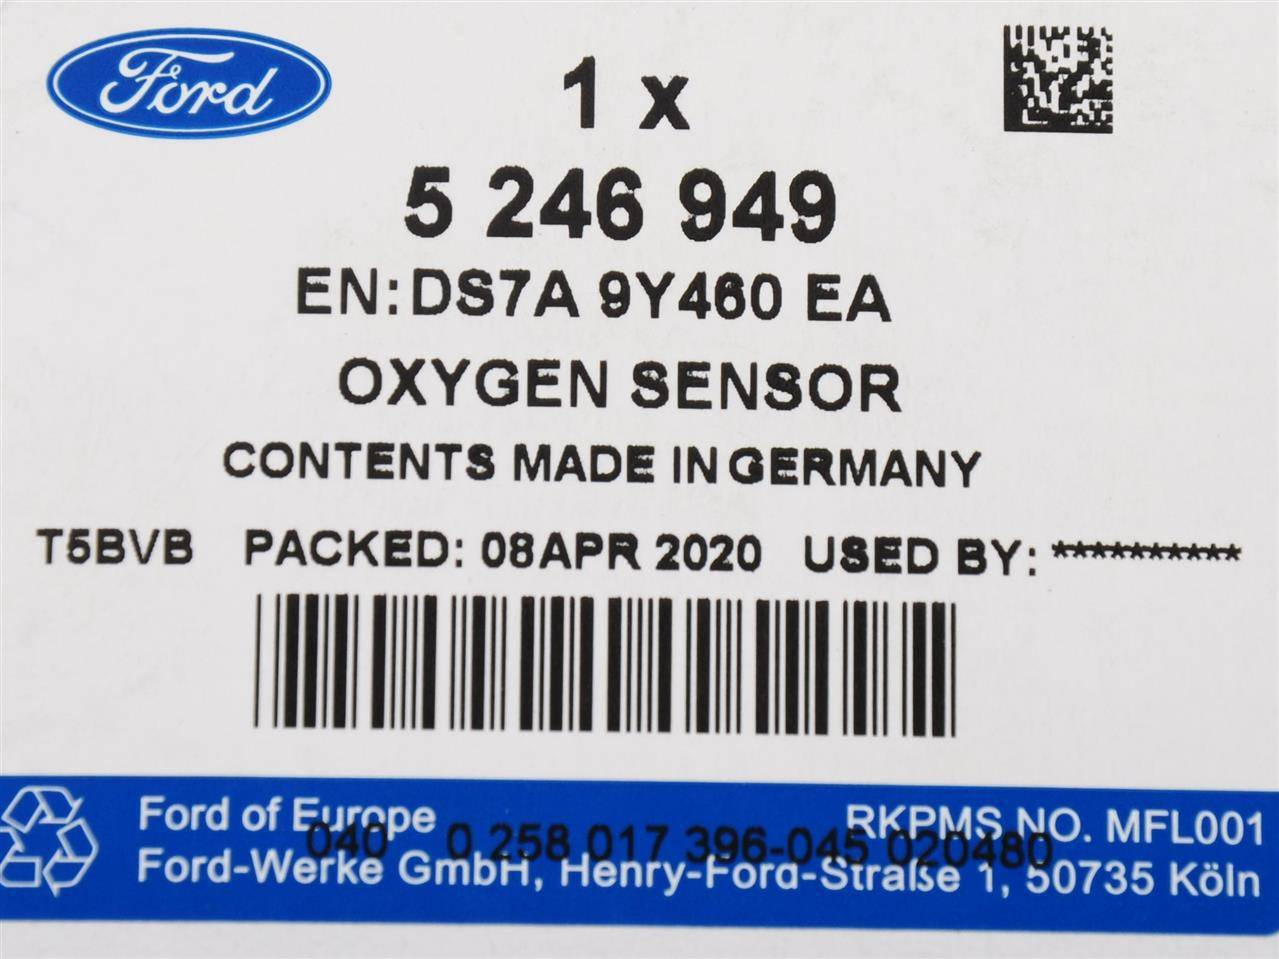 Ford
1 x
5 246 949
EN:DS7A 9Y460 EA
OXYGEN SENSOR
CONTENTS MADE IN GERMANY
T5BVB PACKED: 08APR 2020 USED BY: **********
Ford of Europe RKPMS NO. MFL001
040 0 258 017 396-045 020480
Ford-Werke GmbH, Henry-Ford-Straße 1, 50735 Köln